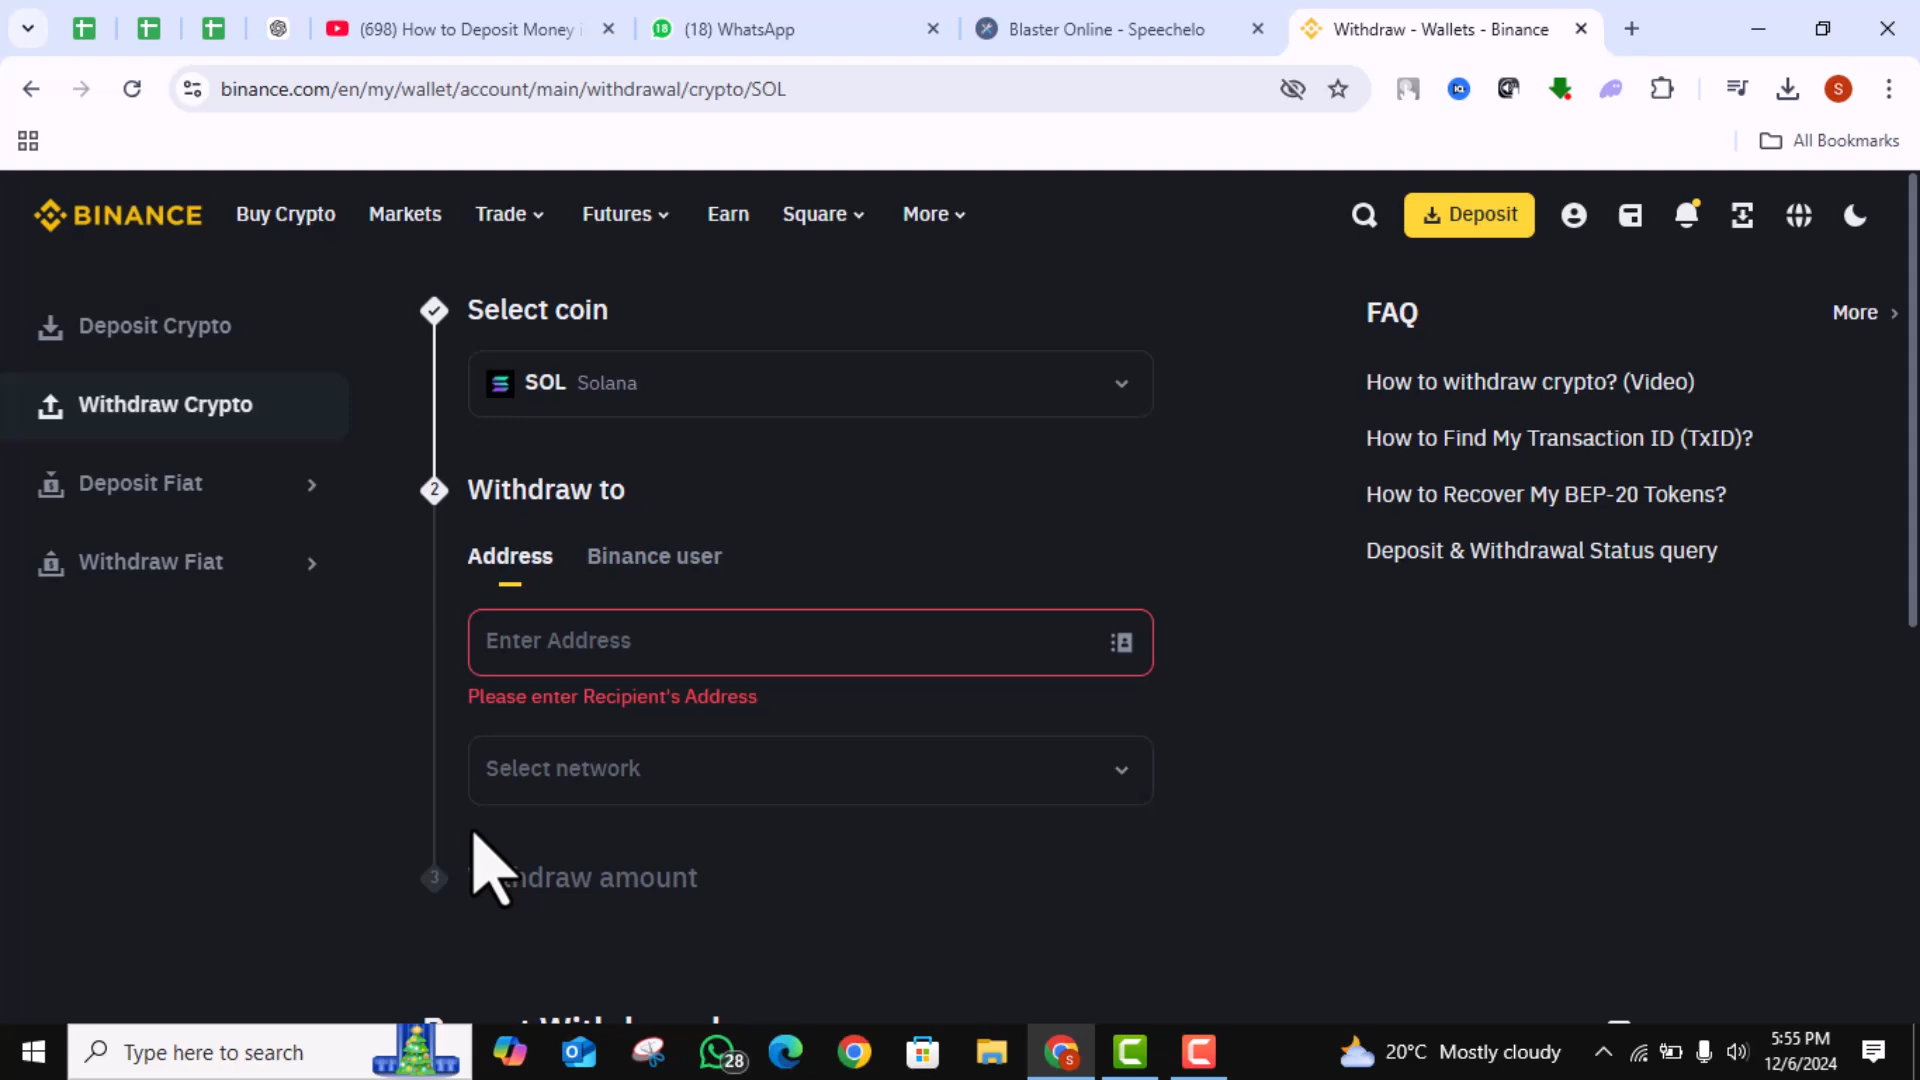 (698) How to Deposit Money i
18
(18) WhatsApp
Blaster Online - Speechelo
Withdraw - Wallets - Binance
binance.com/en/my/wallet/account/main/withdrawal/crypto/SOL
S
All Bookmarks
BINANCE
Buy Crypto
Markets
Trade
Futures
Earn
Square
More
Deposit
Deposit Crypto
Withdraw Crypto
Deposit Fiat
Withdraw Fiat
Select coin
SOL Solana
2
Withdraw to
Address
Binance user
Enter Address
Please enter Recipient's Address
Select network
3
hdraw amount
FAQ
More
How to withdraw crypto? (Video)
How to Find My Transaction ID (TxID)?
How to Recover My BEP-20 Tokens?
Deposit & Withdrawal Status query
Type here to search
28
S
20°C Mostly cloudy
5:55 PM
12/6/2024